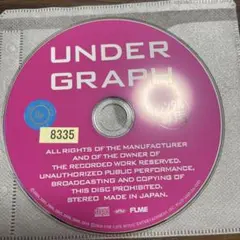 UNDER
GRAPH
8335
ALL RIGHTS OF THE MANUFACTURER
AND OF THE OWNER OF
THE RECORDED WORK RESERVED.
UNAUTHORIZED PUBLIC PERFORMANCE,
BROADCASTING AND COPYING OF
THIS DISC PROHIBITED.
STEREO MADE IN JAPAN.